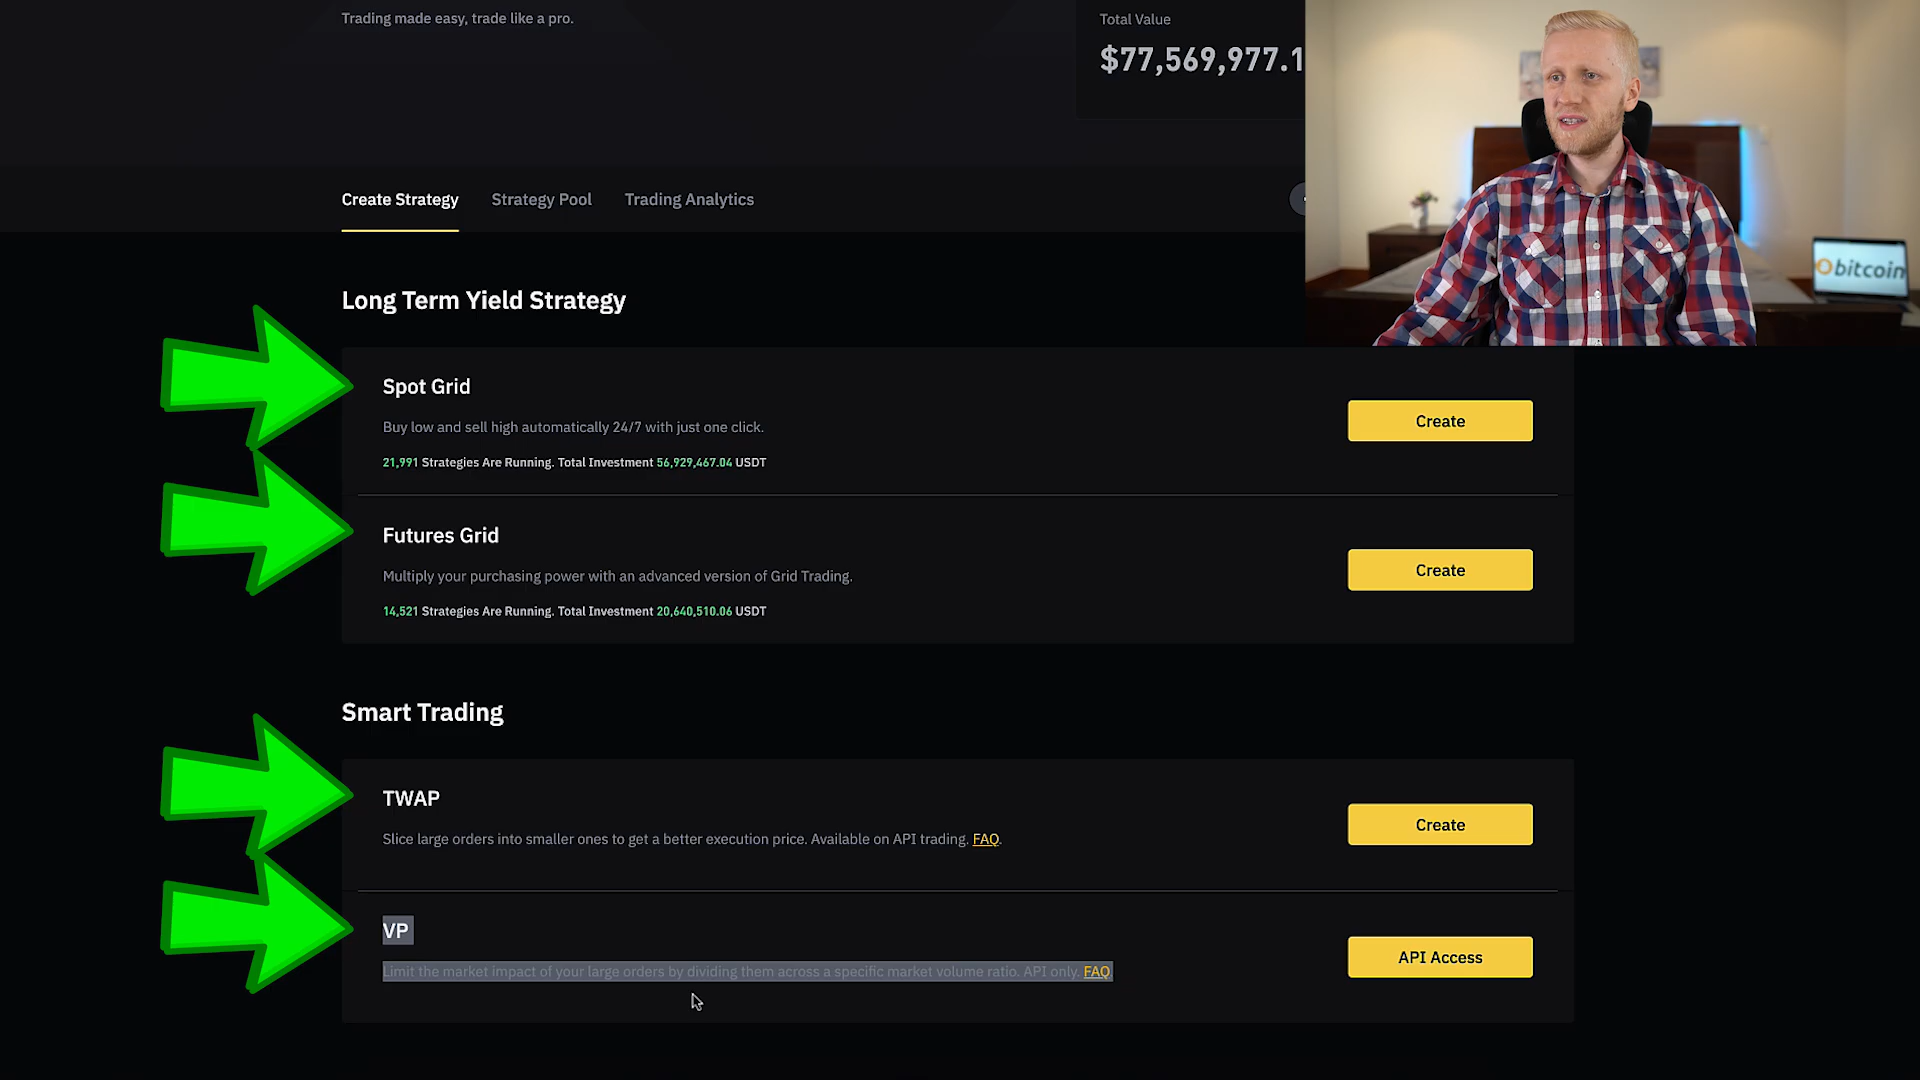 Trading made easy, trade like a pro.
Total Value
$77,569,977.1
Create Strategy
Strategy Pool
Trading Analytics
bitcoin
Long Term Yield Strategy
Spot Grid
Buy low and sell high automatically 24/7 with just one click.
21,991 Strategies Are Running. Total Investment 56,929,467.04 USDT
Create
Futures Grid
Multiply your purchasing power with an advanced version of Grid Trading.
14,521 Strategies Are Running. Total Investment 20,640,510.06 USDT
Create
Smart Trading
TWAP
Slice large orders into smaller ones to get a better execution price. Available on API trading. FAQ.
Create
VP
Limit the market impact of your large orders by dividing them across a specific market volume ratio. API only. FAQ
API Access